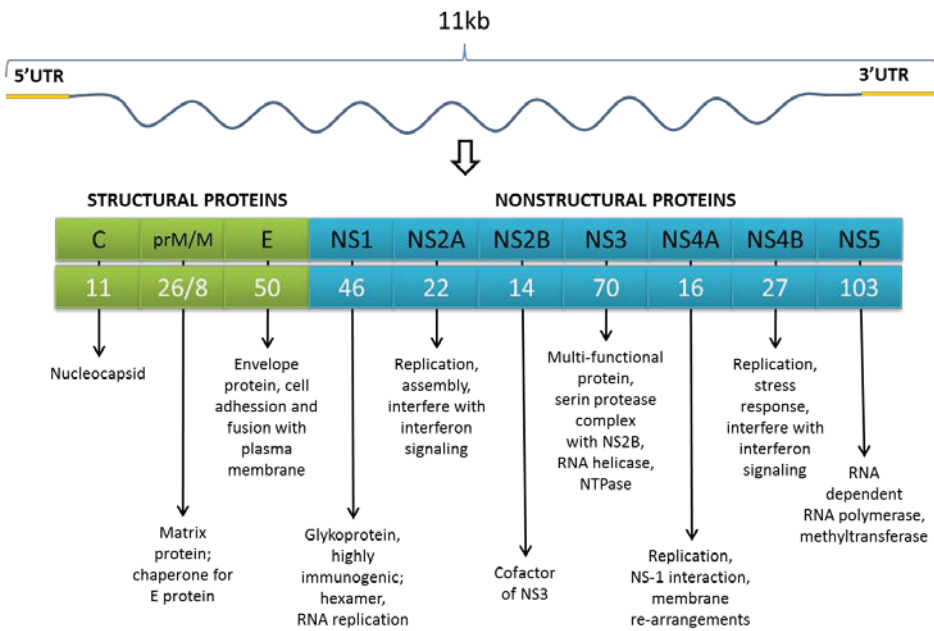 11kb
5’UTR
3’UTR
STRUCTURAL PROTEINS
NONSTRUCTURAL PROTEINS
C
prM/M
E
NS1
NS2A
NS2B
NS3
NS4A
NS4B
NS5
11
26/8
50
46
22
14
70
16
27
103
Nucleocapsid
Matrix
protein;
chaperone for
E protein
Envelope
protein, cell
adhession and
fusion with
plasma
membrane
Glykoprotein,
highly
immunogenic;
hexamer,
RNA replication
Replication,
assembly,
interfere with
interferon
signaling
Cofactor
of NS3
Multi-functional
protein,
serin protease
complex
with NS2B,
RNA helicase,
NTPase
Replication,
NS-1 interaction,
membrane
re-arrangements
Replication,
stress
response,
interfere with
interferon
signaling
RNA
dependent
RNA polymerase,
methyltransferase